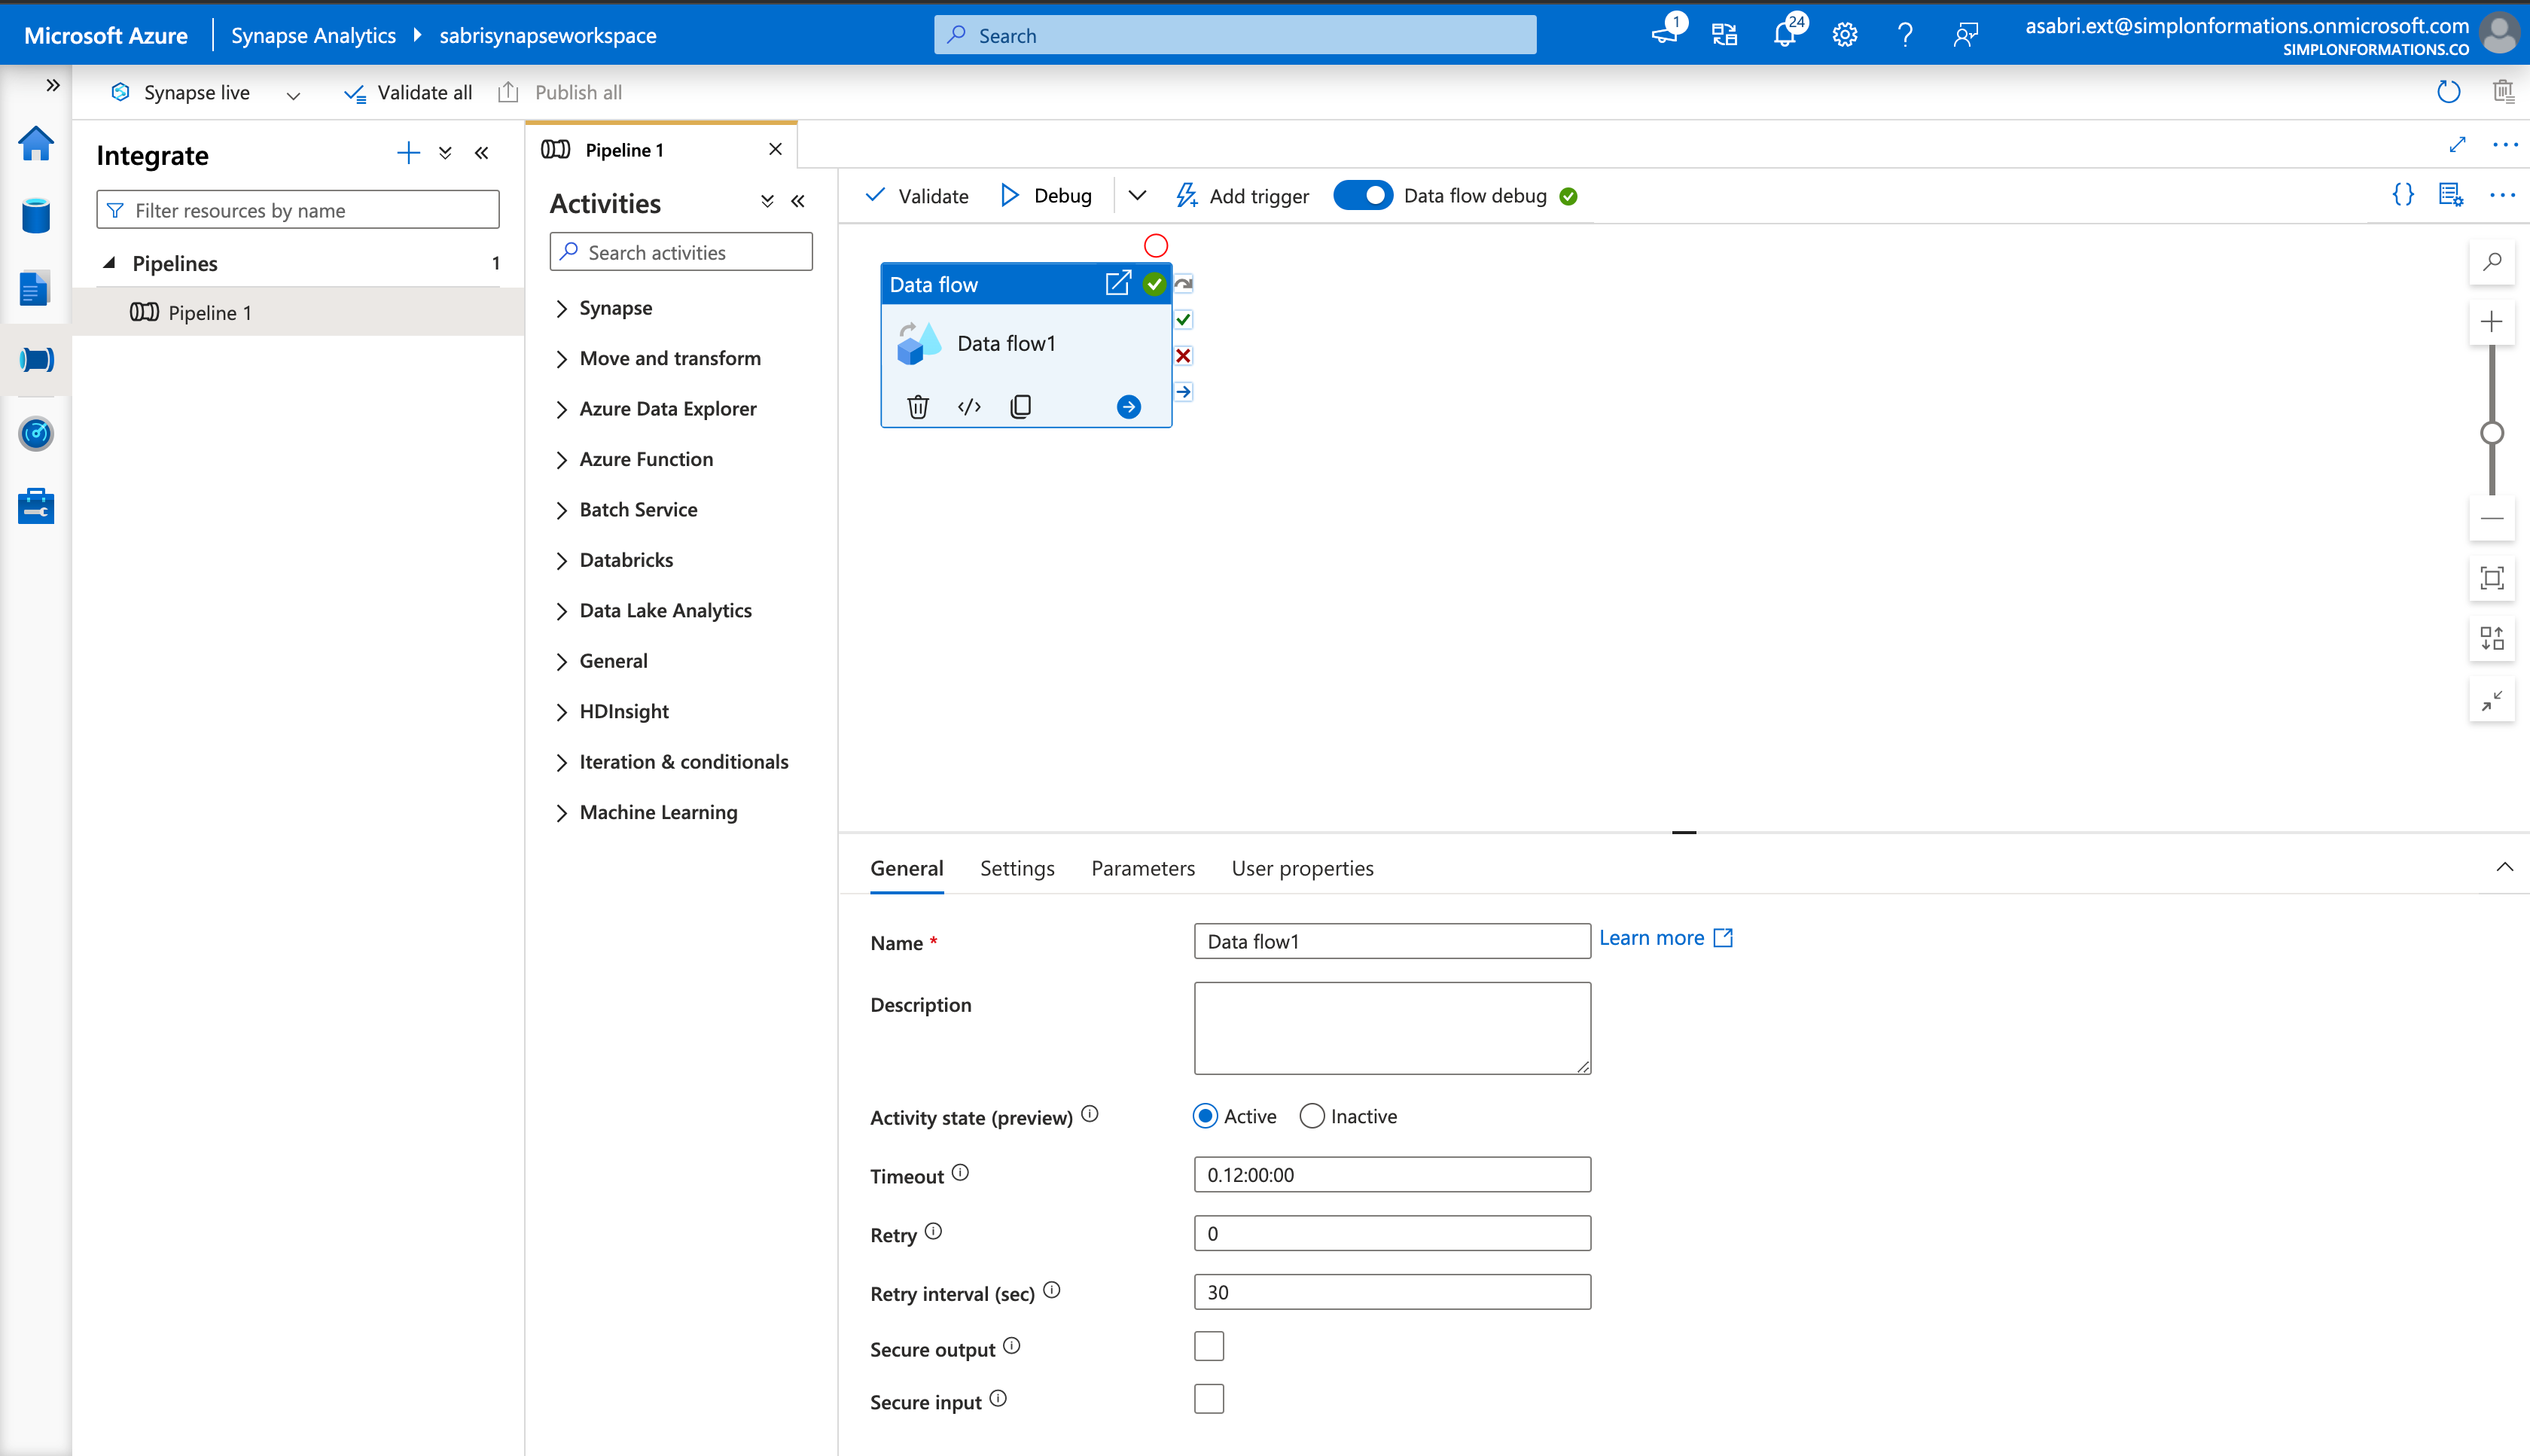 Microsoft Azure
Synapse Analytics
sabrisynapseworkspace
Search
1
24
asabri.ext@simplonformations.onmicrosoft.com
SIMPLONFORMATIONS.CO
Synapse live
Validate all
Publish all
Integrate
Filter resources by name
Pipelines
1
Pipeline 1
Pipeline 1
Activities
Search activities
Synapse
Move and transform
Azure Data Explorer
Azure Function
Batch Service
Databricks
Data Lake Analytics
General
HDInsight
Iteration & conditionals
Machine Learning
Validate
Debug
Add trigger
Data flow debug
Data flow
Data flow1
General
Settings
Parameters
User properties
Name *
Data flow1
Learn more
Description
Activity state (preview)
Active
Inactive
Timeout
0.12:00:00
Retry
0
Retry interval (sec)
30
Secure output
Secure input